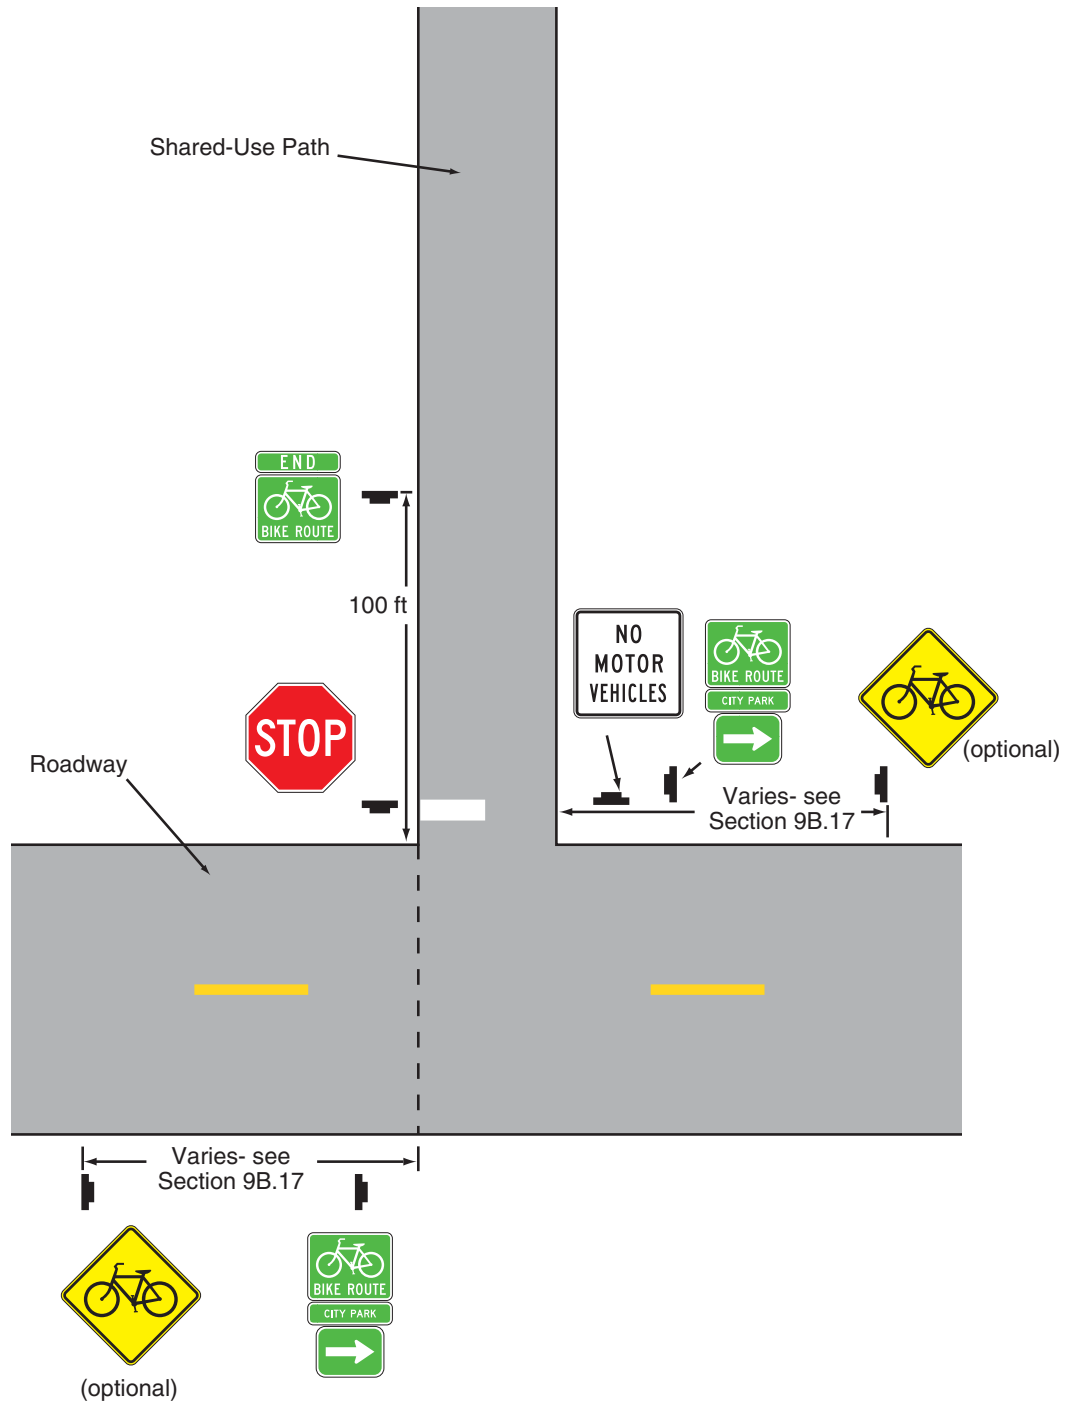 Shared-Use Path
END
BIKE ROUTE
100 ft
NO
MOTOR
VEHICLES
BIKE ROUTE
CITY PARK
(optional)
STOP
Roadway
Varies- see
Section 9B.17
Varies- see
Section 9B.17
BIKE ROUTE
CITY PARK
(optional)